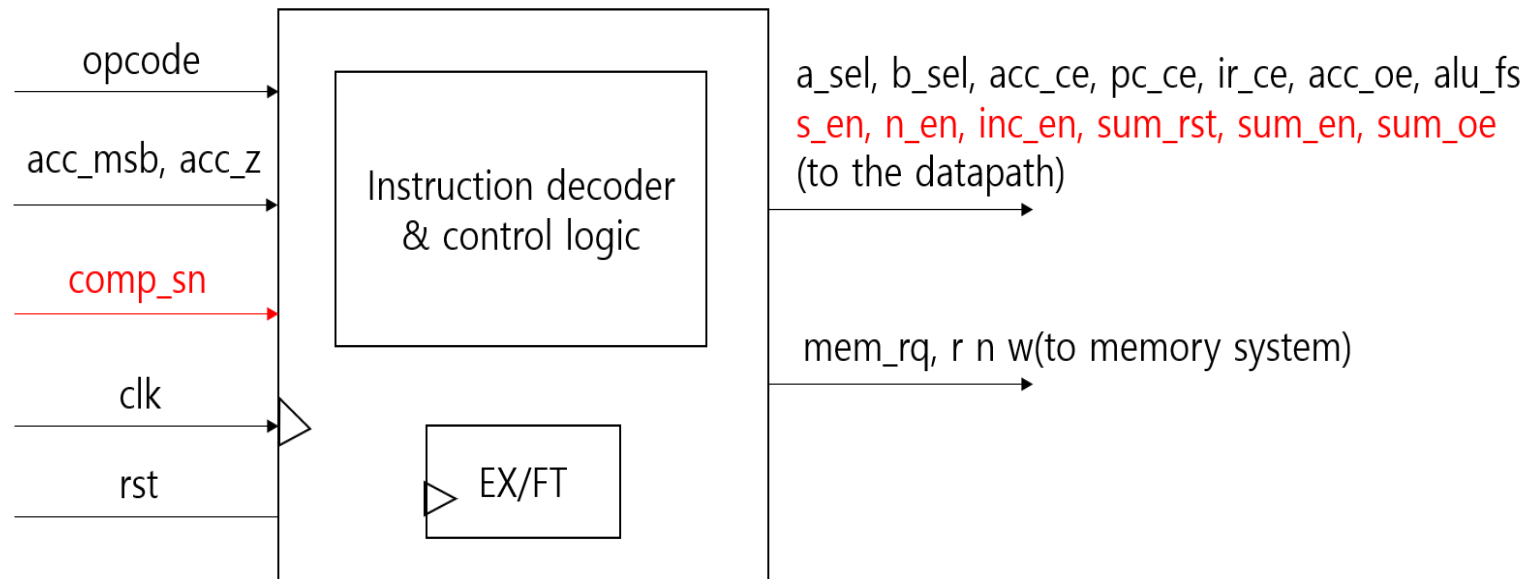 opcode
acc_msb, acc_z
comp_sn
clk
rst
Instruction decoder
& control logic
EX/FT
a_sel, b_sel, acc_ce, pc_ce, ir_ce, acc_oe, alu_fs
s_en, n_en, inc_en, sum_rst, sum_en, sum_oe
(to the datapath)
mem_rq, r n w(to memory system)